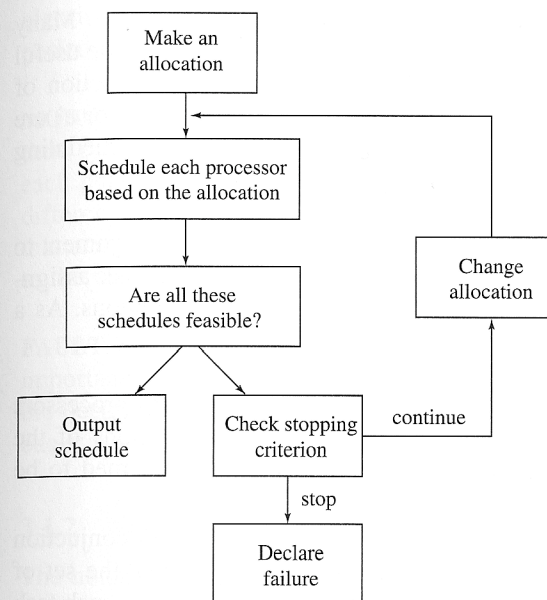 Make an
allocation
Schedule each processor
based on the allocation
Are all these
schedules feasible?
Change
allocation
Output
schedule
Check stopping
criterion
continue
stop
Declare
failure